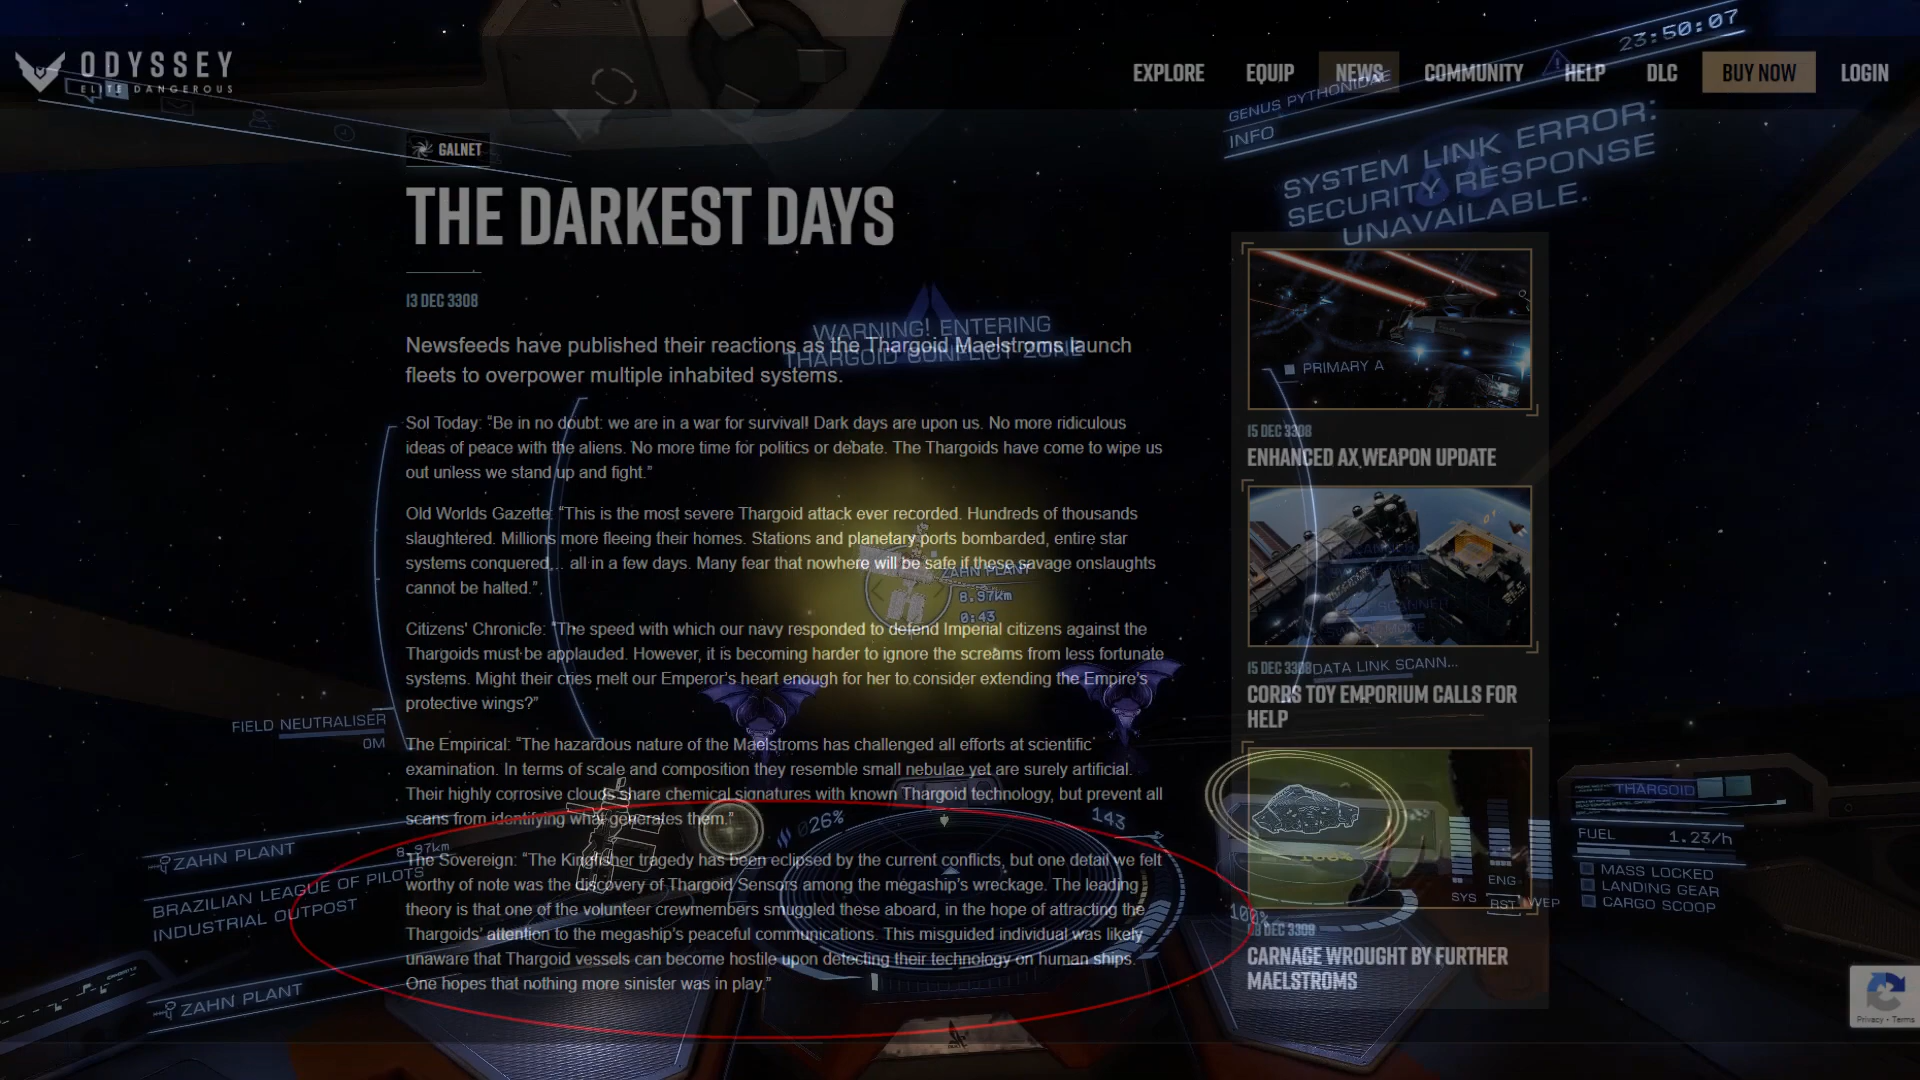 ODYSSEY
ELITE DANGEROUS
EXPLORE
EQUIP
NEWS
COMMUNITY
HELP
DLC
BUY NOW
LOGIN
23:50:07
GENUS PYTHONIDAE
INFO
SYSTEM LINK ERROR:
SECURITY RESPONSE
UNAVAILABLE.
GALNET
THE DARKEST DAYS
13 DEC 3308
WARNING! ENTERING
THARGOID CONFLICT ZONE
Newsfeeds have published their reactions as the Thargoid Maelstroms launch
fleets to overpower multiple inhabited systems.
Sol Today: “Be in no doubt: we are in a war for survival! Dark days are upon us. No more ridiculous
ideas of peace with the aliens. No more time for politics or debate. The Thargoids have come to wipe us
out unless we stand up and fight.”
Old Worlds Gazette: “This is the most severe Thargoid attack ever recorded. Hundreds of thousands
slaughtered. Millions more fleeing their homes. Stations and planetary ports bombarded, entire star
systems conquered… all in a few days. Many fear that nowhere will be safe if these savage onslaughts
cannot be halted.”
Citizens' Chronicle: “The speed with which our navy responded to defend Imperial citizens against the
Thargoids must be applauded. However, it is becoming harder to ignore the screams from less fortunate
systems. Might their cries melt our Emperor’s heart enough for her to consider extending the Empire’s
protective wings?”
The Empirical: “The hazardous nature of the Maelstroms has challenged all efforts at scientific
examination. In terms of scale and composition they resemble small nebulae yet are surely artificial.
Their highly corrosive clouds share chemical signatures with known Thargoid technology, but prevent all
scans from identifying what generates them.”
The Sovereign: “The Kingfisher tragedy has been eclipsed by the current conflicts, but one detail we felt
worthy of note was the discovery of Thargoid Sensors among the megaship’s wreckage. The leading
theory is that one of the volunteer crewmembers smuggled these aboard, in the hope of attracting the
Thargoids’ attention to the megaship’s peaceful communications. This misguided individual was likely
unaware that Thargoid vessels can become hostile upon detecting their technology on human ships.
One hopes that nothing more sinister was in play.”
ZAHN PLANT
8.97km
0:43
FIELD NEUTRALISER
0M
ZAHN PLANT
8.97km
BRAZILIAN LEAGUE OF PILOTS
INDUSTRIAL OUTPOST
ZAHN PLANT
026%
143
100%
100%
PRIMARY A
15 DEC 3308
ENHANCED AX WEAPON UPDATE
15 DEC 3308
DATA LINK SCANN...
CORBS TOY EMPORIUM CALLS FOR
HELP
DEC 3308
CARNAGE WROUGHT BY FURTHER
MAELSTROMS
THARGOID
FUEL
1.23/h
MASS LOCKED
LANDING GEAR
CARGO SCOOP
ENG
SYS
RST
WEP
Privacy - Terms